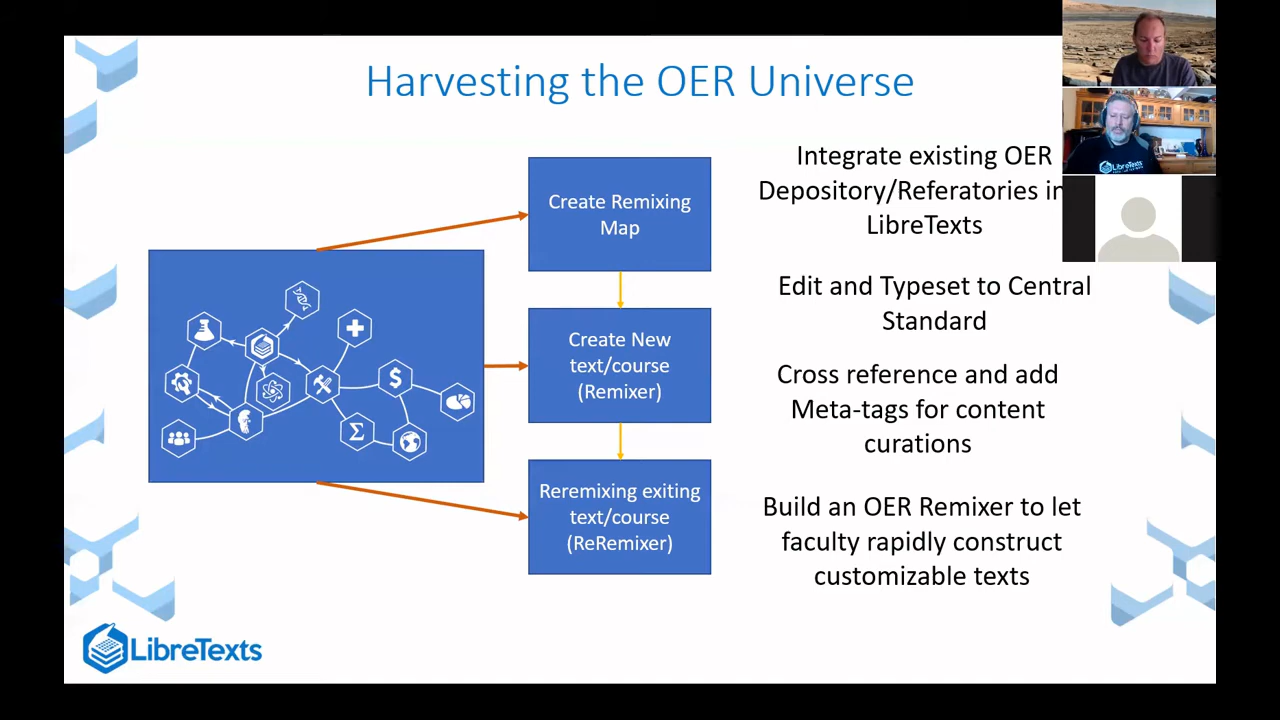 Harvesting the OER Universe
Create Remixing
Map
Create New
text/course
(Remixer)
Reremixing exiting
text/course
(ReRemixer)
$
Σ
Integrate existing OER
Depository/Referatories in
LibreTexts
Edit and Typeset to Central
Standard
Cross reference and add
Meta-tags for content
curations
Build an OER Remixer to let
faculty rapidly construct
customizable texts
LibreTexts
LibreTexts